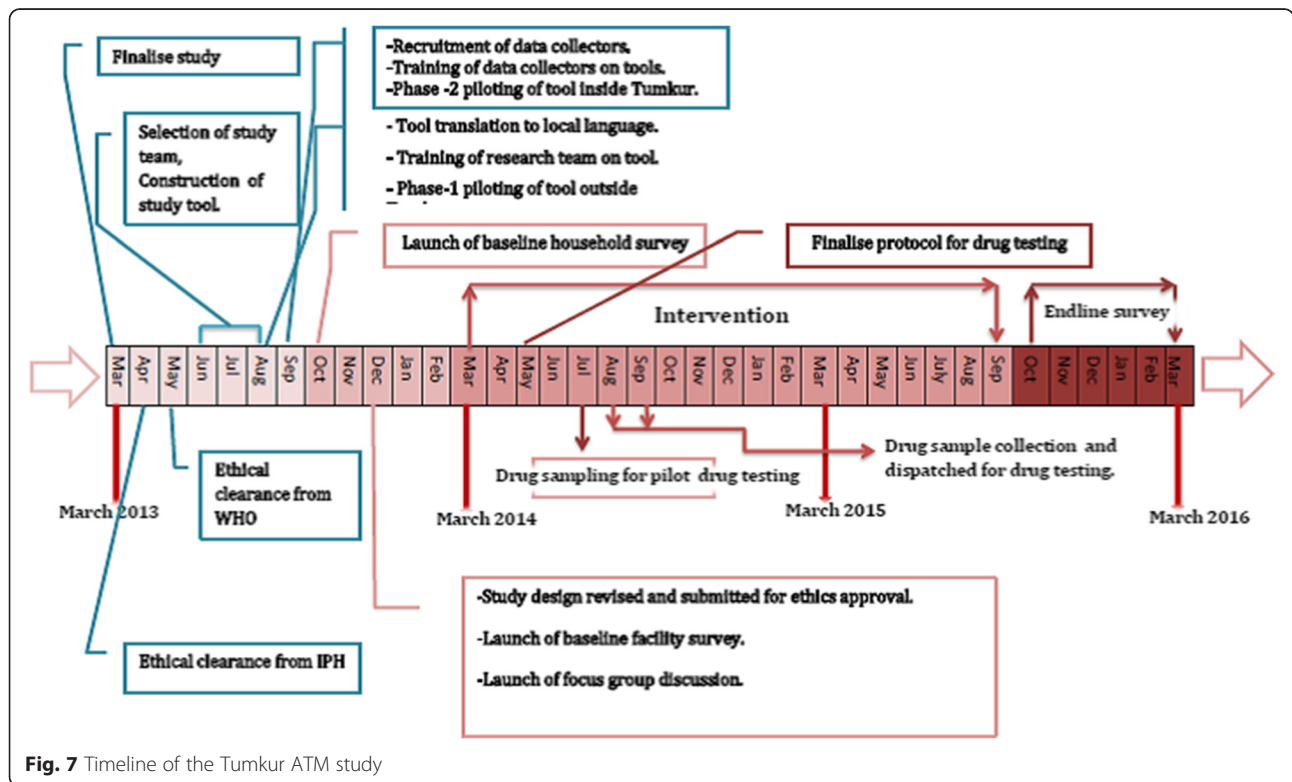 Finalise study
-Recruitment of data collectors.
-Training of data collectors on tools.
-Phase -2 piloting of tool inside Tumkur.
Selection of study
team,
Construction of
study tool.
- Tool translation to local language.
- Training of research team on tool.
- Phase-1 piloting of tool outside
Launch of baseline household survey
Finalise protocol for drug testing
Intervention
Endline survey
Mar
Apr
May
Jun
Jul
Aug
Sep
Oct
Nov
Dec
Jan
Feb
Mar
Apr
May
Jun
Jul
Aug
Sep
Oct
Nov
Dec
Jan
Feb
Mar
Apr
May
Jun
July
Aug
Sep
Oct
Nov
Dec
Jan
Feb
Mar
Drug sampling for pilot drug testing
Drug sample collection and
dispatched for drug testing.
Ethical
clearance from
WHO
March 2013
March 2014
March 2015
March 2016
-Study design revised and submitted for ethics approval.
-Launch of baseline facility survey.
-Launch of focus group discussion.
Ethical clearance from IPH
Fig. 7 Timeline of the Tumkur ATM study